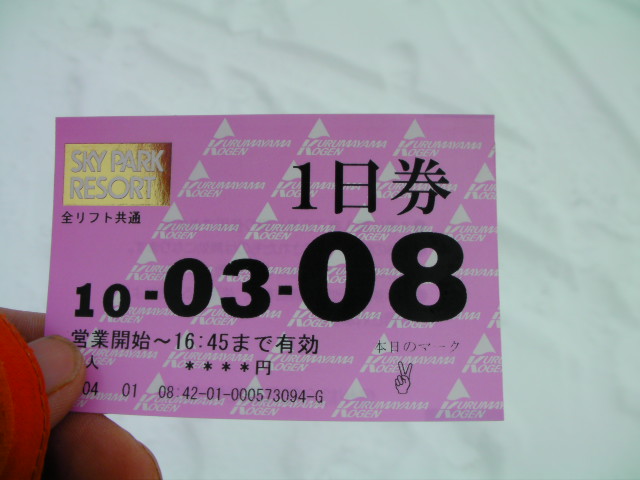 SKY PARK
RESORT
1日券
全リフト共通
10-03-08
営業開始～16:45まで有効
本日のマーク
人
****円
04 01 08:42-01-000573094-G
KURUMAYAMA
KOGEN